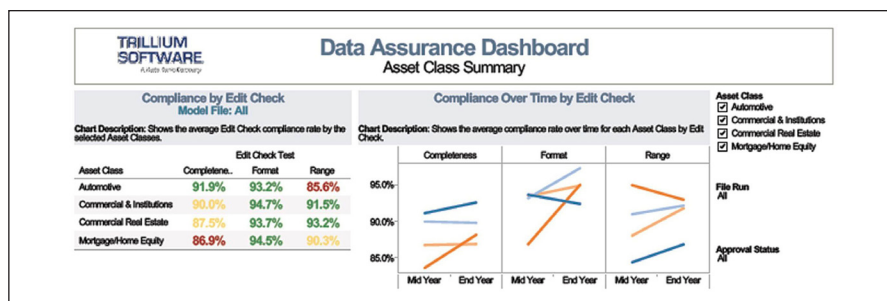 TRILLIUM
SOFTWARE
Data Assurance Dashboard
Asset Class Summary
Compliance by Edit Check
Model File: All
Chart Description: Shows the average Edit Check compliance rate by the
selected Asset Classes.
Edit Check Test
Asset Class Completene.. Format Range
Automotive 91.9% 93.2% 85.6%
Commercial & Institutions 90.0% 94.7% 91.5%
Commercial Real Estate 87.5% 93.7% 93.2%
Mortgage/Home Equity 86.9% 94.5% 90.3%
Compliance Over Time by Edit Check
Chart Description: Shows the average compliance rate over time for each Asset Class by Edit
Check.
Completeness Format Range
95.0%
90.0%
85.0%
Mid Year End Year Mid Year End Year Mid Year End Year
Asset Class
Automotive
Commercial & Institutions
Commercial Real Estate
Mortgage/Home Equity
File Run
All
Approval Status
All